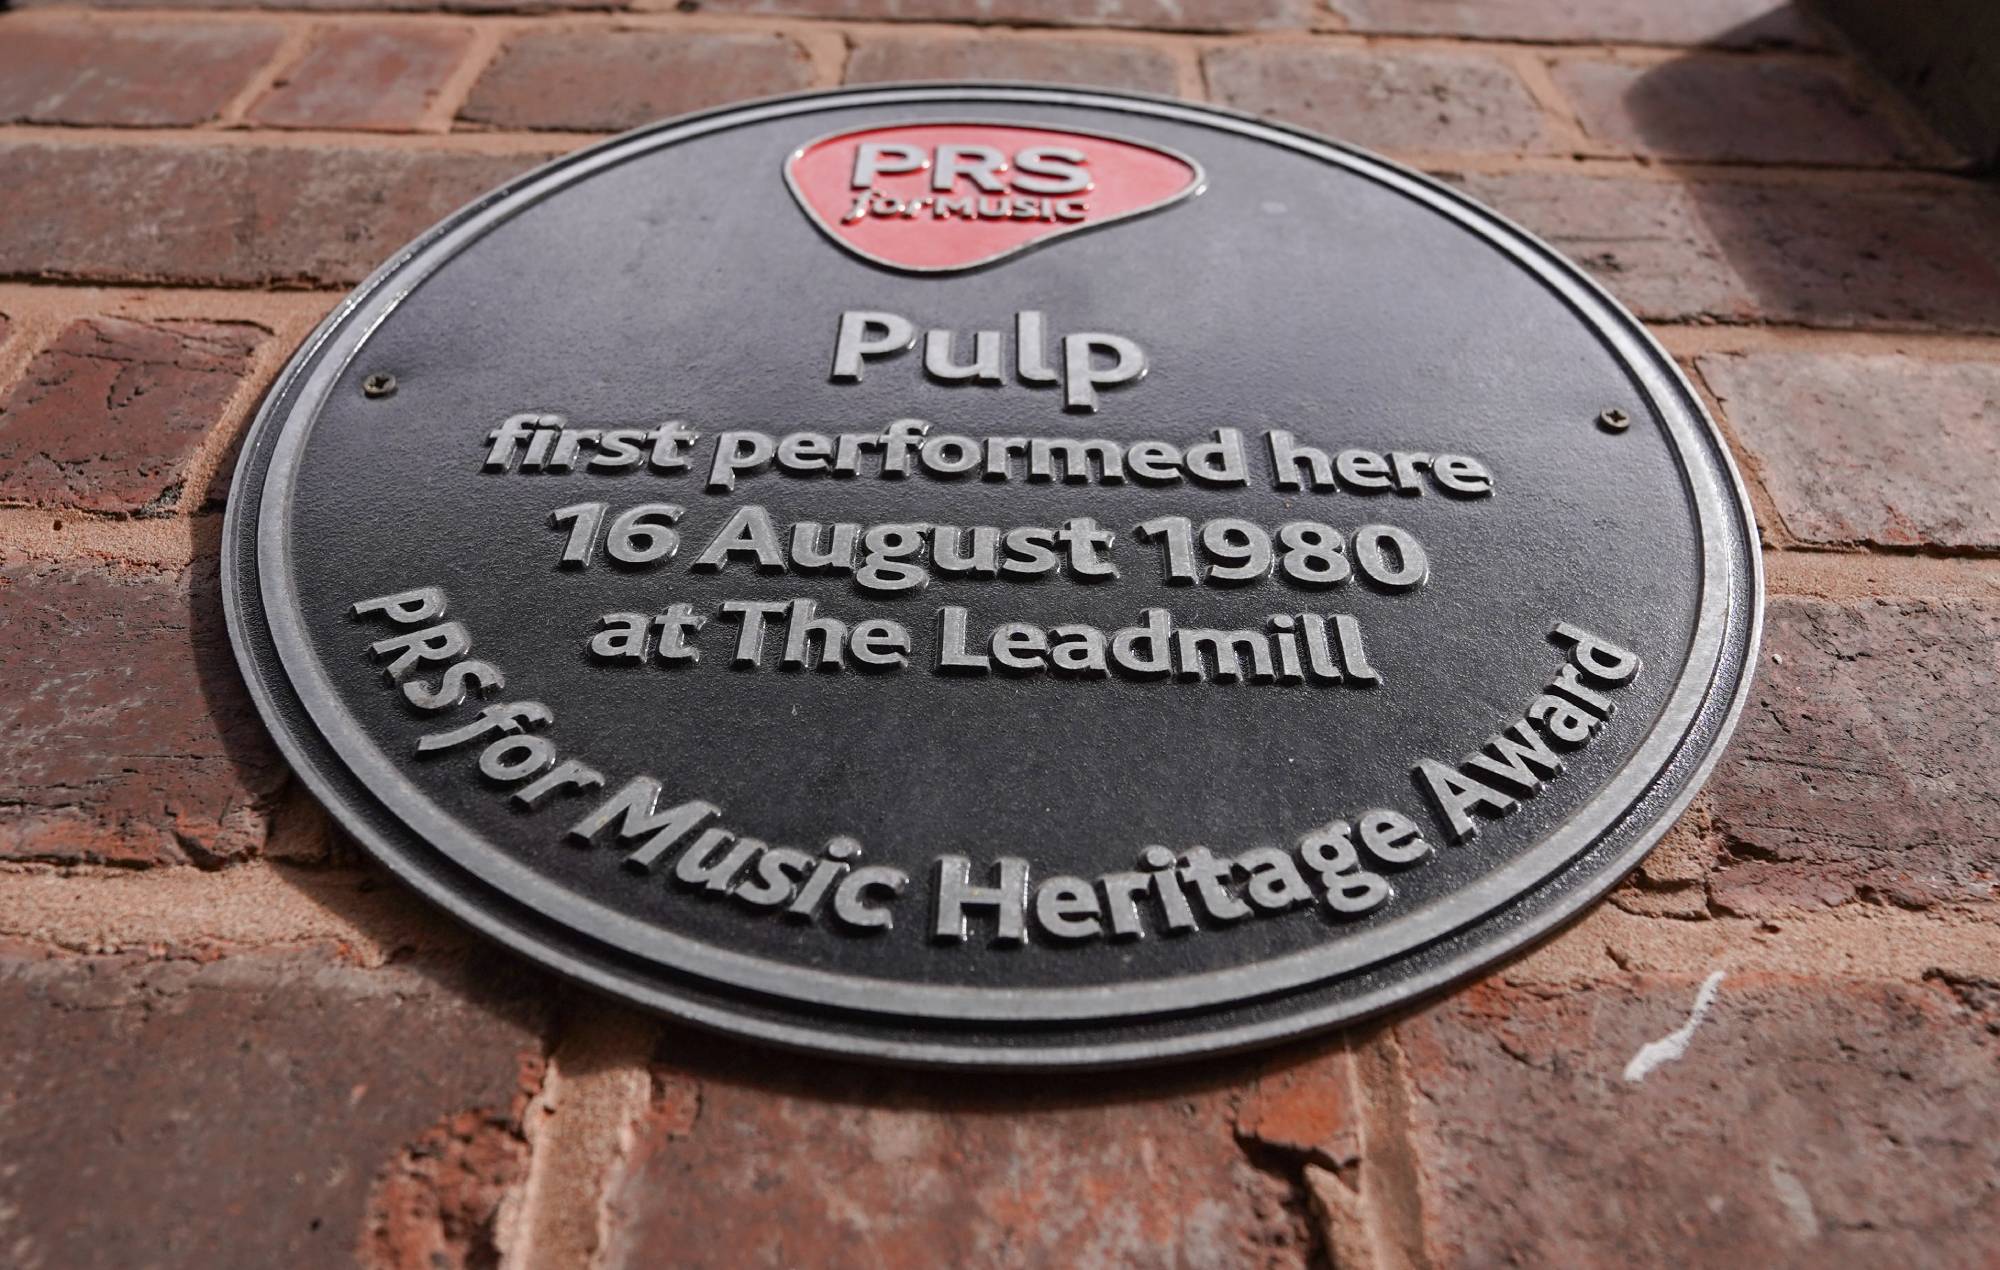 PRS
for MUSIC
Pulp
first performed here
16 August 1980
at The Leadmill
PRS for Music Heritage Award